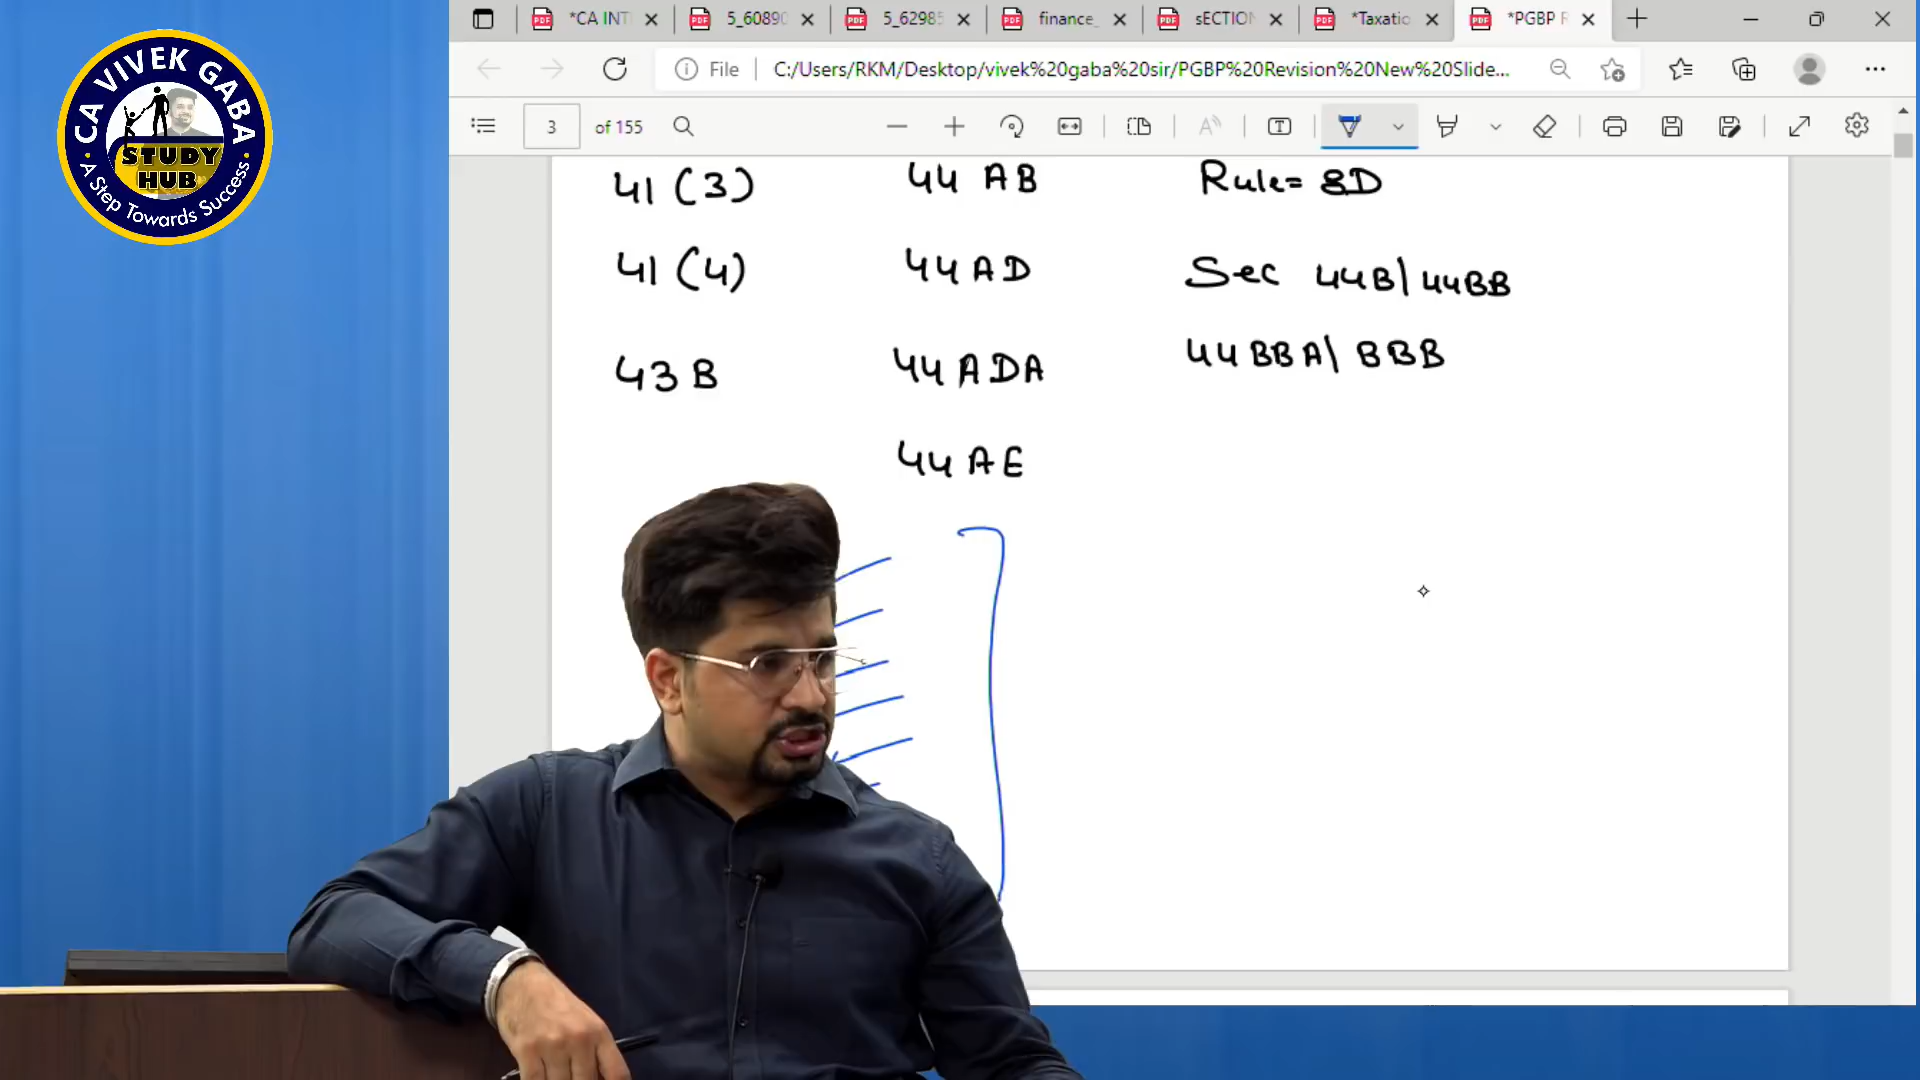 CA VIVEK GABA
STUDY
HUB
A Step Towards Success
*CA INT
5_6089
5_6298
finance_
sECTION
*Taxatio
*PGBP R
File
C:/Users/RKM/Desktop/vivek%20gaba%20sir/PGBP%20Revision%20New%20Slide...
3 of 155
41 (3) 44 AB Rule = 8D
41 (4) 44 AD Sec 44B|44BB
43 B 44 ADA 44 BBA| BBB
44 AE